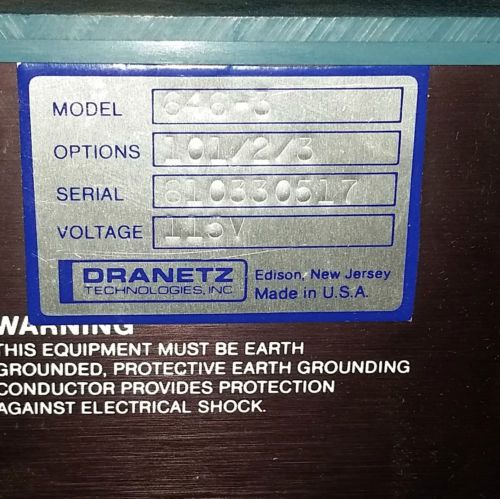 MODEL 646-3
OPTIONS 101/2/3
SERIAL 610330517
VOLTAGE 115V
DRANETZ
TECHNOLOGIES, INC
Edison, New Jersey
Made in U.S.A.
WARNING
THIS EQUIPMENT MUST BE EARTH
GROUNDED, PROTECTIVE EARTH GROUNDING
CONDUCTOR PROVIDES PROTECTION
AGAINST ELECTRICAL SHOCK.